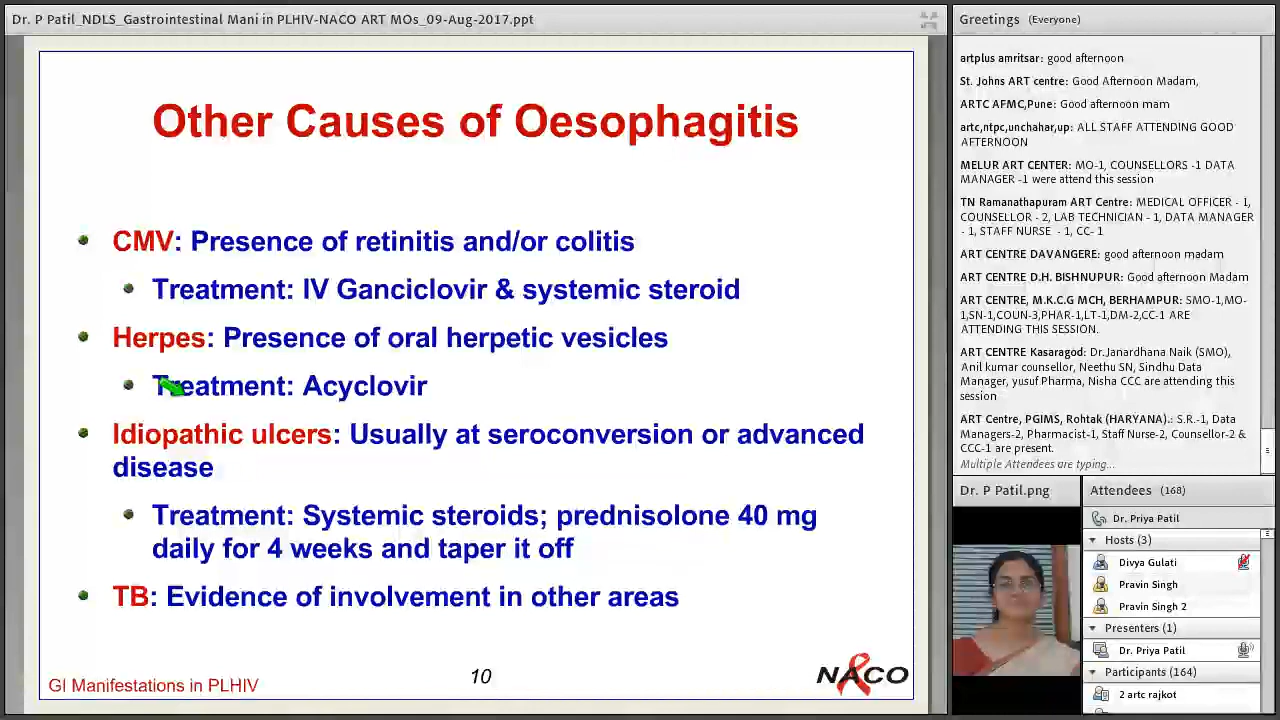 Dr. P Patil_NDLS_Gastrointestinal Mani in PLHIV-NACO ART MOs_09-Aug-2017.ppt
Other Causes of Oesophagitis
CMV: Presence of retinitis and/or colitis
Treatment: IV Ganciclovir & systemic steroid
Herpes: Presence of oral herpetic vesicles
Treatment: Acyclovir
Idiopathic ulcers: Usually at seroconversion or advanced
disease
Treatment: Systemic steroids; prednisolone 40 mg
daily for 4 weeks and taper it off
TB: Evidence of involvement in other areas
GI Manifestations in PLHIV
10
NACO
Greetings (Everyone)
artplus amritsar: good afternoon
St. Johns ART centre: Good Afternoon Madam,
ARTC AFMC,Pune: Good afternoon mam
artc,ntpc,unchahar,up: ALL STAFF ATTENDING GOOD
AFTERNOON
MELUR ART CENTER: MO-1, COUNSELLORS -1 DATA
MANAGER -1 were attend this session
TN Ramanathapuram ART Centre: MEDICAL OFFICER - 1,
COUNSELLOR - 2, LAB TECHNICIAN - 1, DATA MANAGER
- 1, STAFF NURSE - 1, CC- 1
ART CENTRE DAVANGERE: good afternoon madam
ART CENTRE D.H. BISHNUPUR: Good afternoon Madam
ART CENTRE, M.K.C.G MCH, BERHAMPUR: SMO-1,MO-
1,SN-1,COUN-3,PHAR-1,LT-1,DM-2,CC-1 ARE
ATTENDING THIS SESSION.
ART CENTRE Kasaragod: Dr.Janardhana Naik (SMO),
Anil kumar counsellor, Neethu SN, Sindhu Data
Manager, yusuf Pharma, Nisha CCC are attending this
session
ART Centre, PGIMS, Rohtak (HARYANA).: S.R.-1, Data
Managers-2, Pharmacist-1, Staff Nurse-2, Counsellor-2 &
CCC-1 are present.
Multiple Attendees are typing...
Dr. P Patil.png
Attendees (168)
Dr. Priya Patil
Hosts (3)
Divya Gulati
Pravin Singh
Pravin Singh 2
Presenters (1)
Dr. Priya Patil
Participants (164)
2 artc rajkot